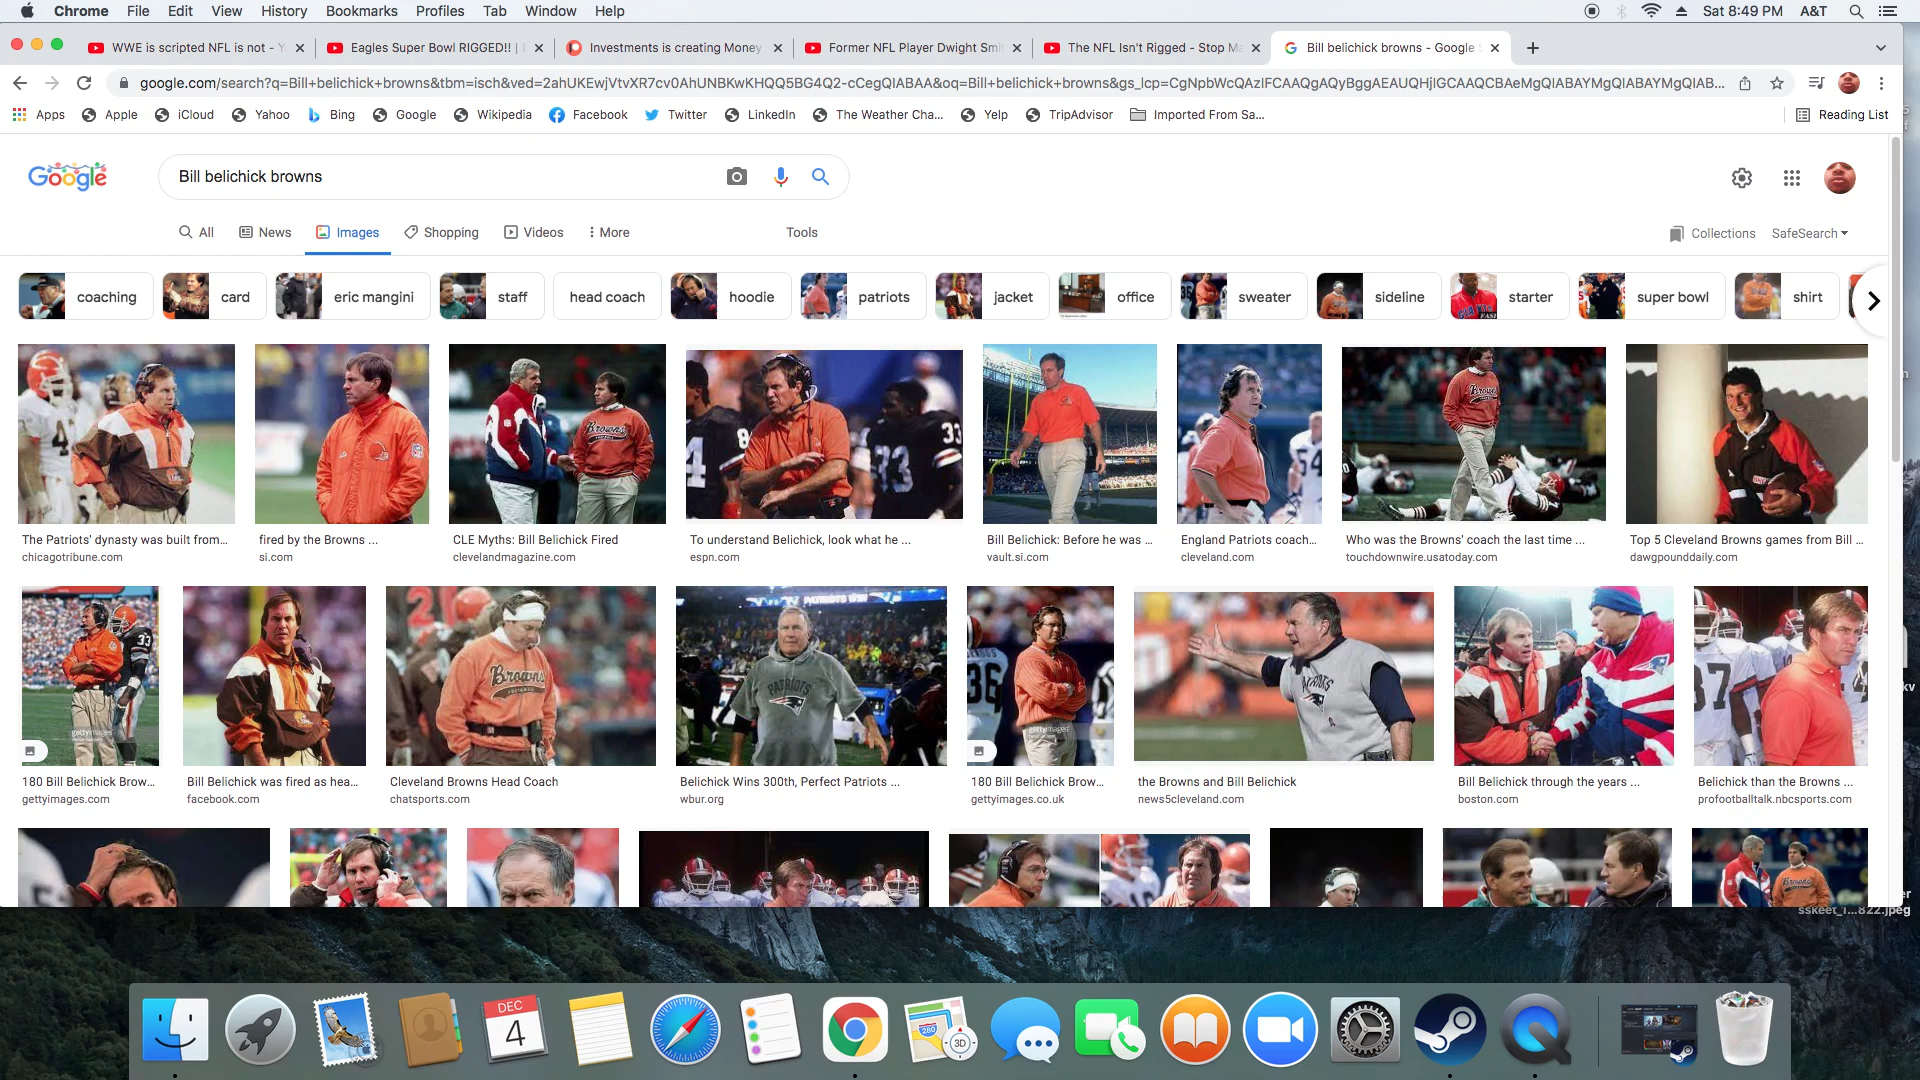 Chrome File Edit View History Bookmarks Profiles Tab Window Help Sat 8:49 PM A&T
WWE is scripted NFL is not - Y Eagles Super Bowl RIGGED!! | Investments is creating Money Former NFL Player Dwight Smi The NFL Isn't Rigged - Stop Ma Bill belichick browns - Google
google.com/search?q=Bill+belichick+browns&tbm=isch&ved=2ahUKEwjVtvXR7cv0AhUNBKwKHQQ5BG4Q2-cCegQIABAA&oq=Bill+belichick+browns&gs_lcp=CgNpbWcQAzIFCAAQgAQyBggAEAUQHjIGCAAQCBAeMgQIABAYMgQIABAYMgQIAB...
Apps Apple iCloud Yahoo Bing Google Wikipedia Facebook Twitter LinkedIn The Weather Cha... Yelp TripAdvisor Imported From Sa... Reading List
Google Bill belichick browns
All News Images Shopping Videos More Tools Collections SafeSearch
coaching card eric mangini staff head coach hoodie patriots jacket office sweater sideline starter super bowl shirt
The Patriots' dynasty was built from... fired by the Browns ... CLE Myths: Bill Belichick Fired To understand Belichick, look what he ... Bill Belichick: Before he was ... England Patriots coach... Who was the Browns' coach the last time ... Top 5 Cleveland Browns games from Bill ...
chicagotribune.com si.com clevelandmagazine.com espn.com vault.si.com cleveland.com touchdownwire.usatoday.com dawgpounddaily.com
180 Bill Belichick Brow... Bill Belichick was fired as hea... Cleveland Browns Head Coach Belichick Wins 300th, Perfect Patriots ... 180 Bill Belichick Brow... the Browns and Bill Belichick Bill Belichick through the years ... Belichick than the Browns ...
gettyimages.com facebook.com chatsports.com wbur.org gettyimages.co.uk news5cleveland.com boston.com profootballtalk.nbcsports.com
DEC
4
280
3D